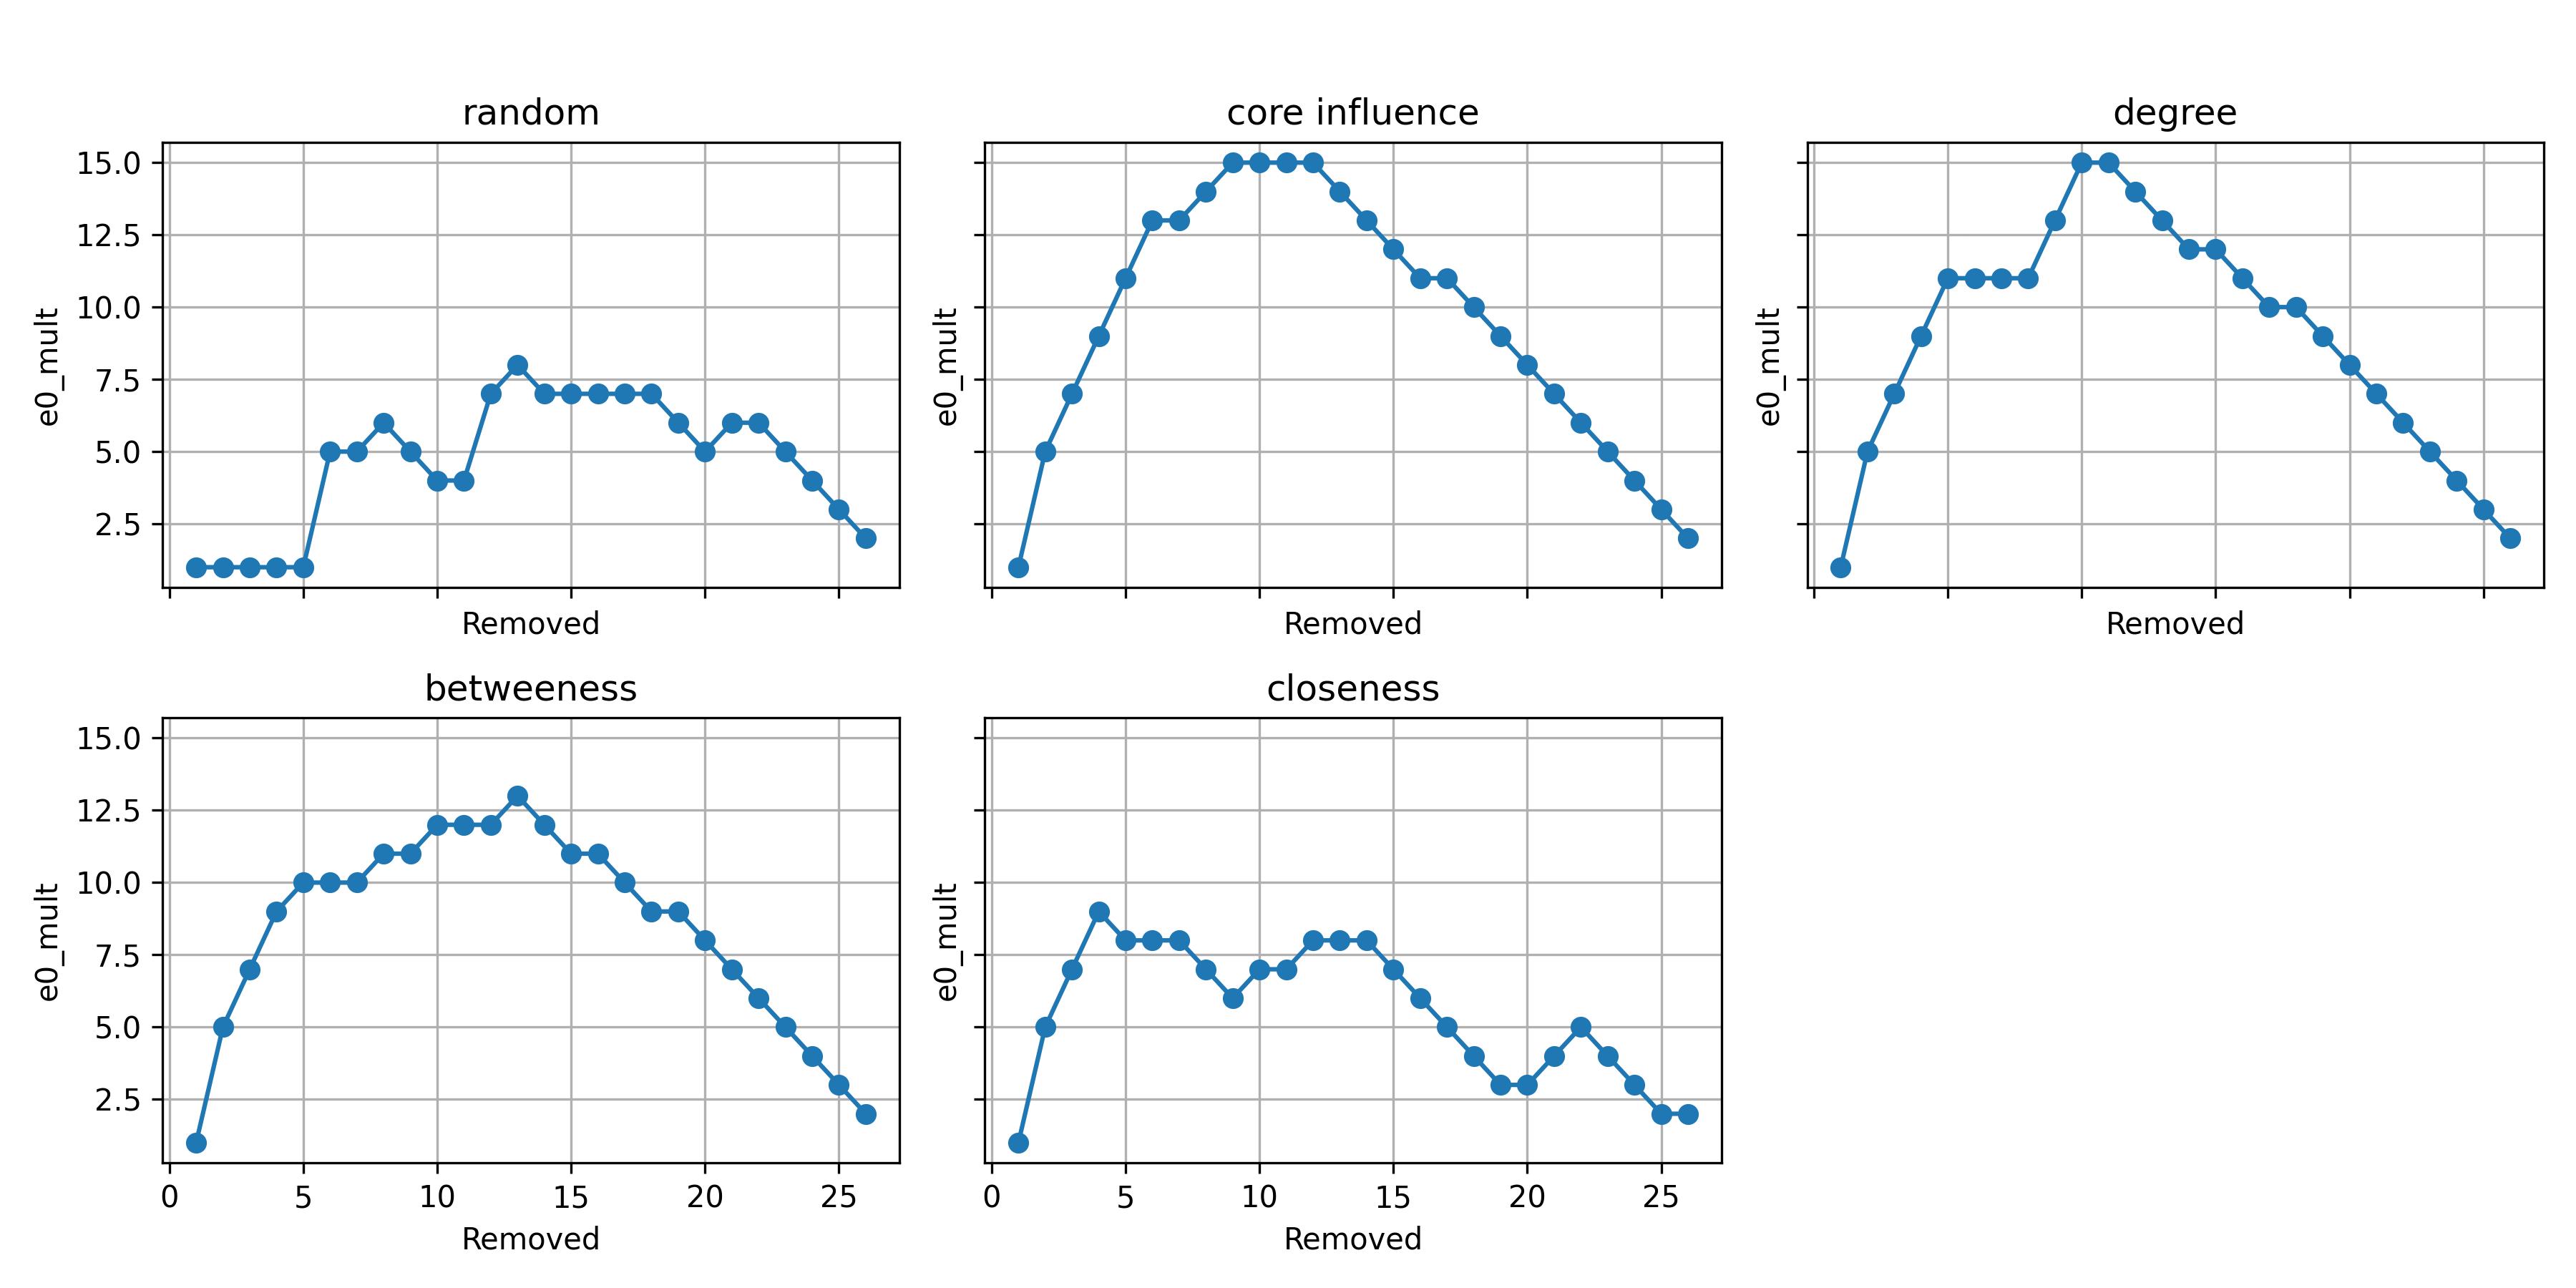 random
core influence
degree
15.0
12.5
10.0
7.5
5.0
2.5
e0_mult
e0_mult
e0_mult
Removed
Removed
Removed
betweeness
closeness
15.0
12.5
10.0
7.5
5.0
2.5
e0_mult
e0_mult
0 5 10 15 20 25
0 5 10 15 20 25
Removed
Removed